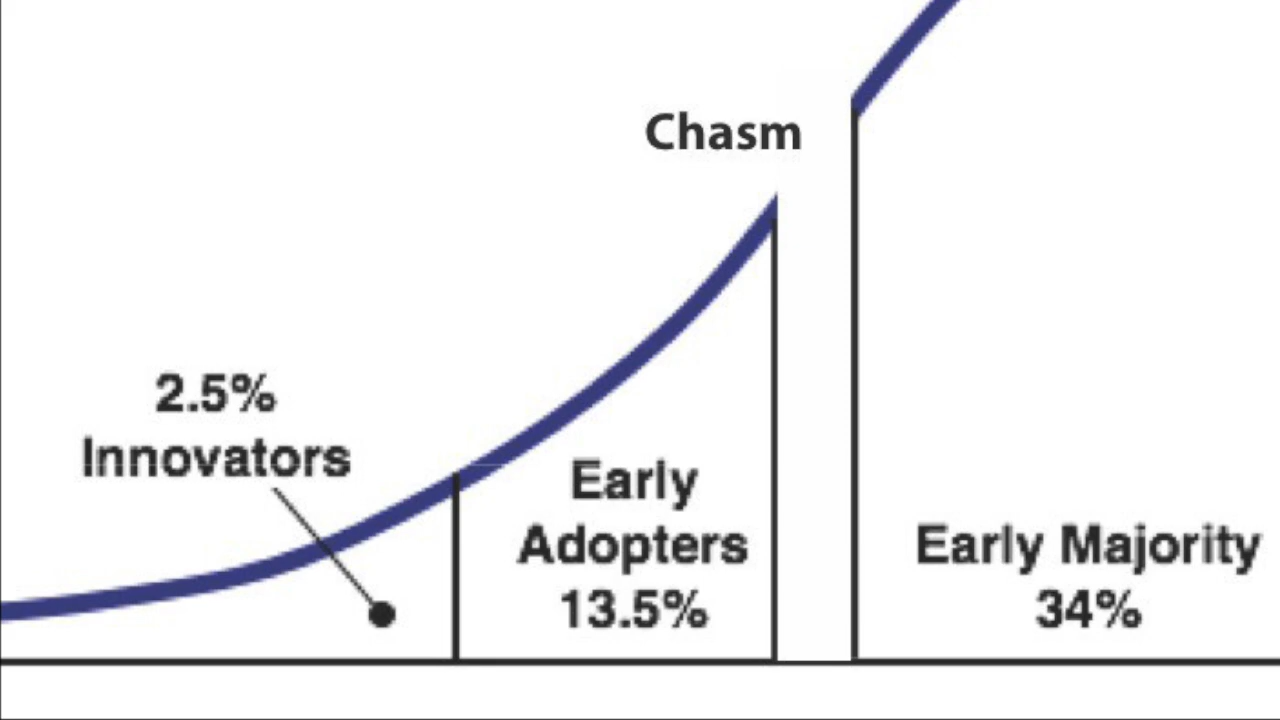 Chasm
2.5%
Innovators
Early
Adopters
13.5%
Early Majority
34%